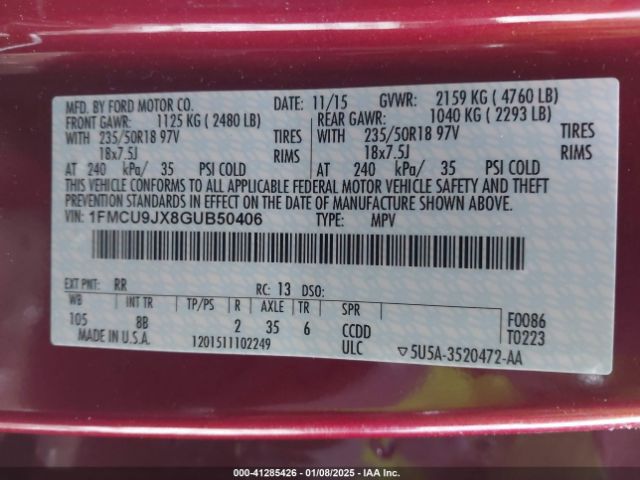 MFD. BY FORD MOTOR CO. DATE: 11/15 GVWR: 2159 KG ( 4760 LB)
FRONT GAWR: 1125 KG ( 2480 LB) REAR GAWR: 1040 KG ( 2293 LB)
WITH 235/50R18 97V TIRES WITH 235/50R18 97V TIRES
18x7.5J RIMS 18x7.5J RIMS
AT 240 kPa/ 35 PSI COLD AT 240 kPa/ 35 PSI COLD
THIS VEHICLE CONFORMS TO ALL APPLICABLE FEDERAL MOTOR VEHICLE SAFETY AND THEFT
PREVENTION STANDARDS IN EFFECT ON THE DATE OF MANUFACTURE SHOWN ABOVE.
VIN: 1FMCU9JX8GUB50406 TYPE: MPV
EXT PNT: RR RC: 13 DSO:
WB INT TR TP/PS R AXLE TR SPR
105 8B 2 35 6 CCDD F0086
MADE IN U.S.A. 1201511102249 ULC T0223
▽5U5A-3520472-AA
000-41285426 - 01/08/2025 - IAA Inc.